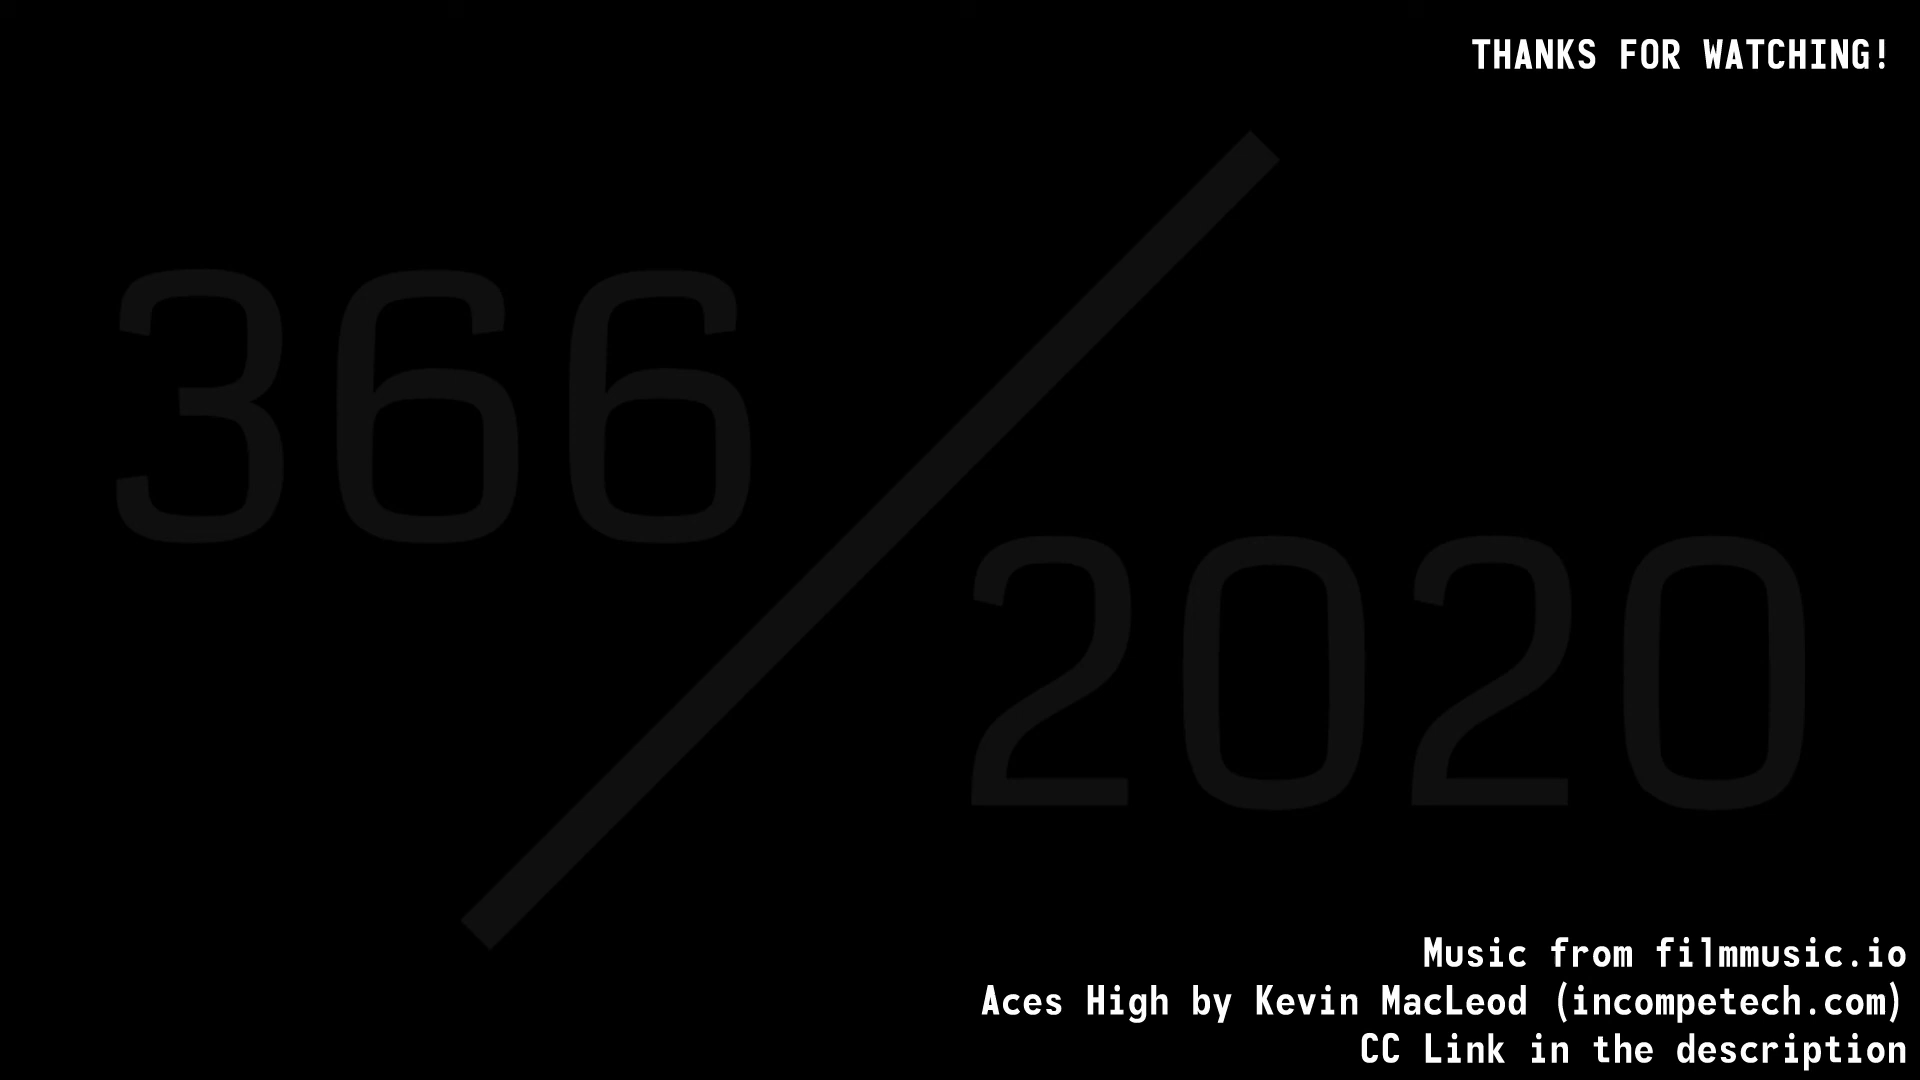 THANKS FOR WATCHING!
366
2020
Music from filmmusic.io
Aces High by Kevin MacLeod (incompetech.com)
CC Link in the description